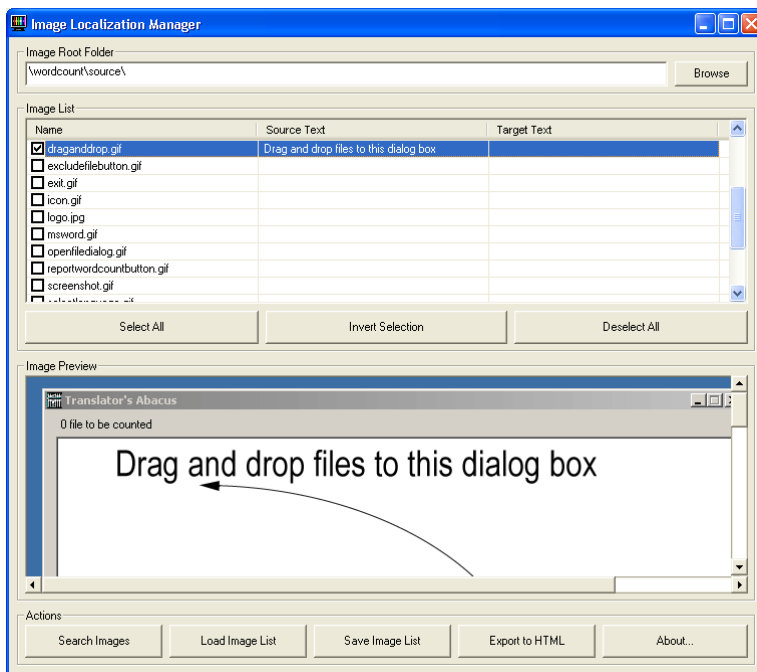 Image Localization Manager
Image Root Folder
\wordcount\source\
Browse
Image List
Name Source Text Target Text
draganddrop.gif Drag and drop files to this dialog box
excludefilebutton.gif
exit.gif
icon.gif
logo.jpg
msword.gif
openfiledialog.gif
reportwordcountbutton.gif
screenshot.gif
Select All Invert Selection Deselect All
Image Preview
Translator's Abacus
0 file to be counted
Drag and drop files to this dialog box
Actions
Search Images Load Image List Save Image List Export to HTML About...